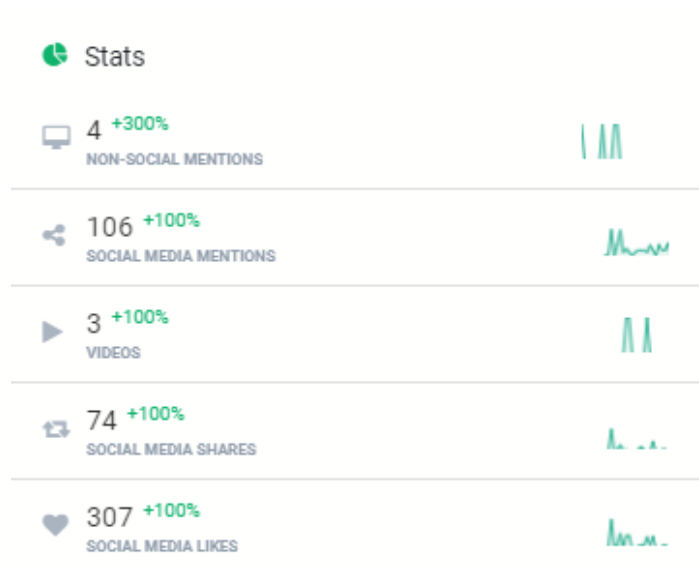 Stats
4 +300%
NON-SOCIAL MENTIONS
106 +100%
SOCIAL MEDIA MENTIONS
3 +100%
VIDEOS
74 +100%
SOCIAL MEDIA SHARES
307 +100%
SOCIAL MEDIA LIKES